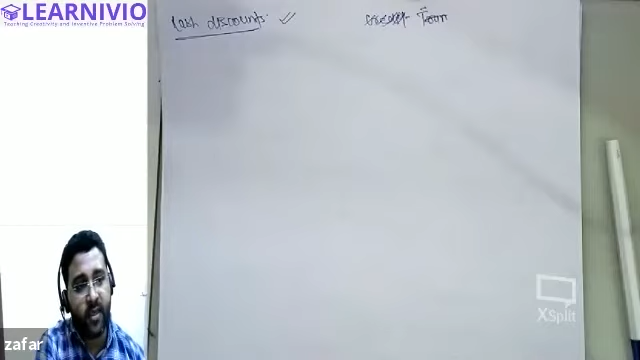 LEARNIVIO
Teaching Creativity and Inventive Problem Solving
Cash discounts
XSplit
zafar